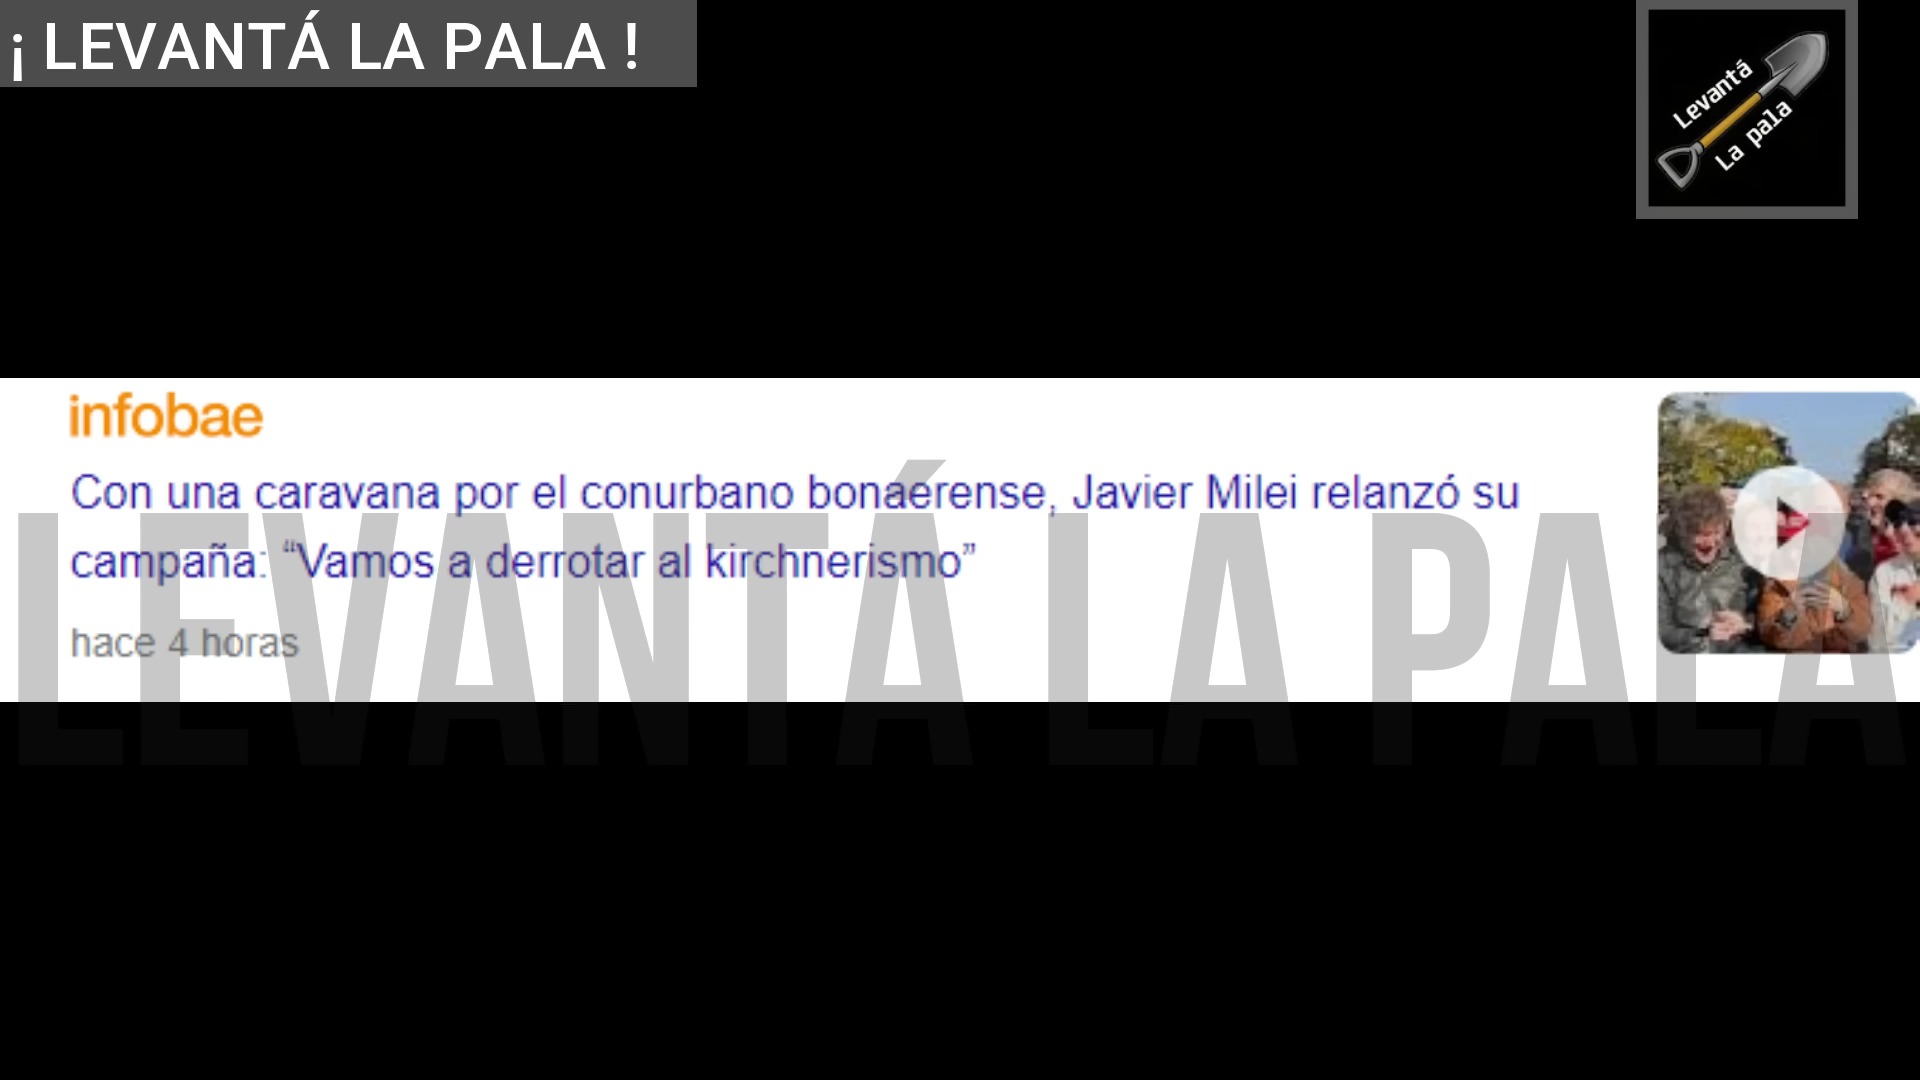 ¡ LEVANTÁ LA PALA !
Levantá
La pala
infobae
Con una caravana por el conurbano bonaerense, Javier Milei relanzó su
campaña: “Vamos a derrotar al kirchnerismo”
hace 4 horas
LEVANTÁ LA PALA